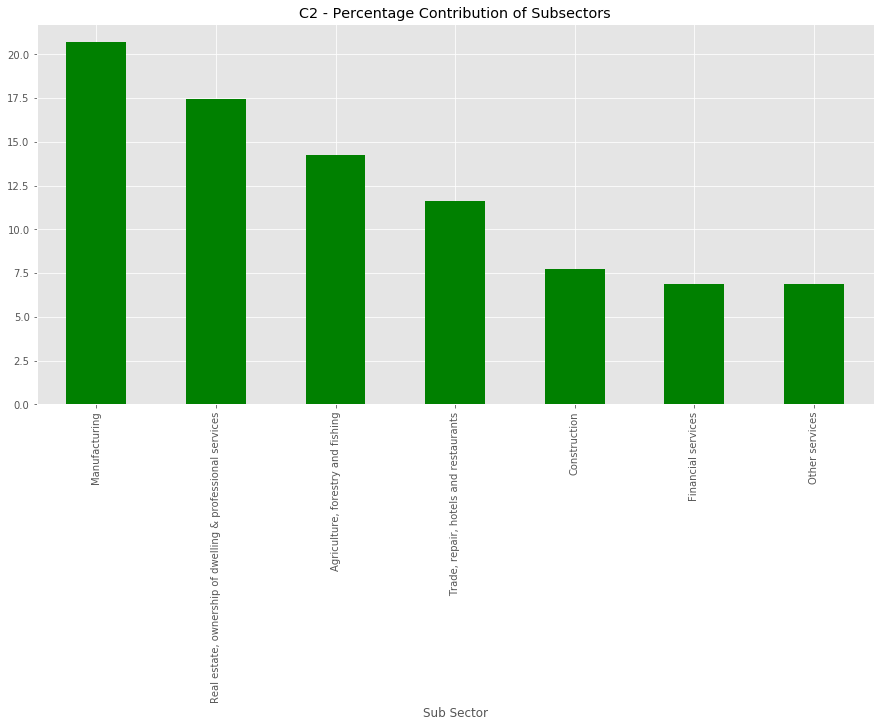 C2 - Percentage Contribution of Subsectors
20.0
17.5
15.0
12.5
10.0
7.5
5.0
2.5
0.0
Manufacturing
Real estate, ownership of dwelling & professional services
Agriculture, forestry and fishing
Trade, repair, hotels and restaurants
Construction
Financial services
Other services
Sub Sector